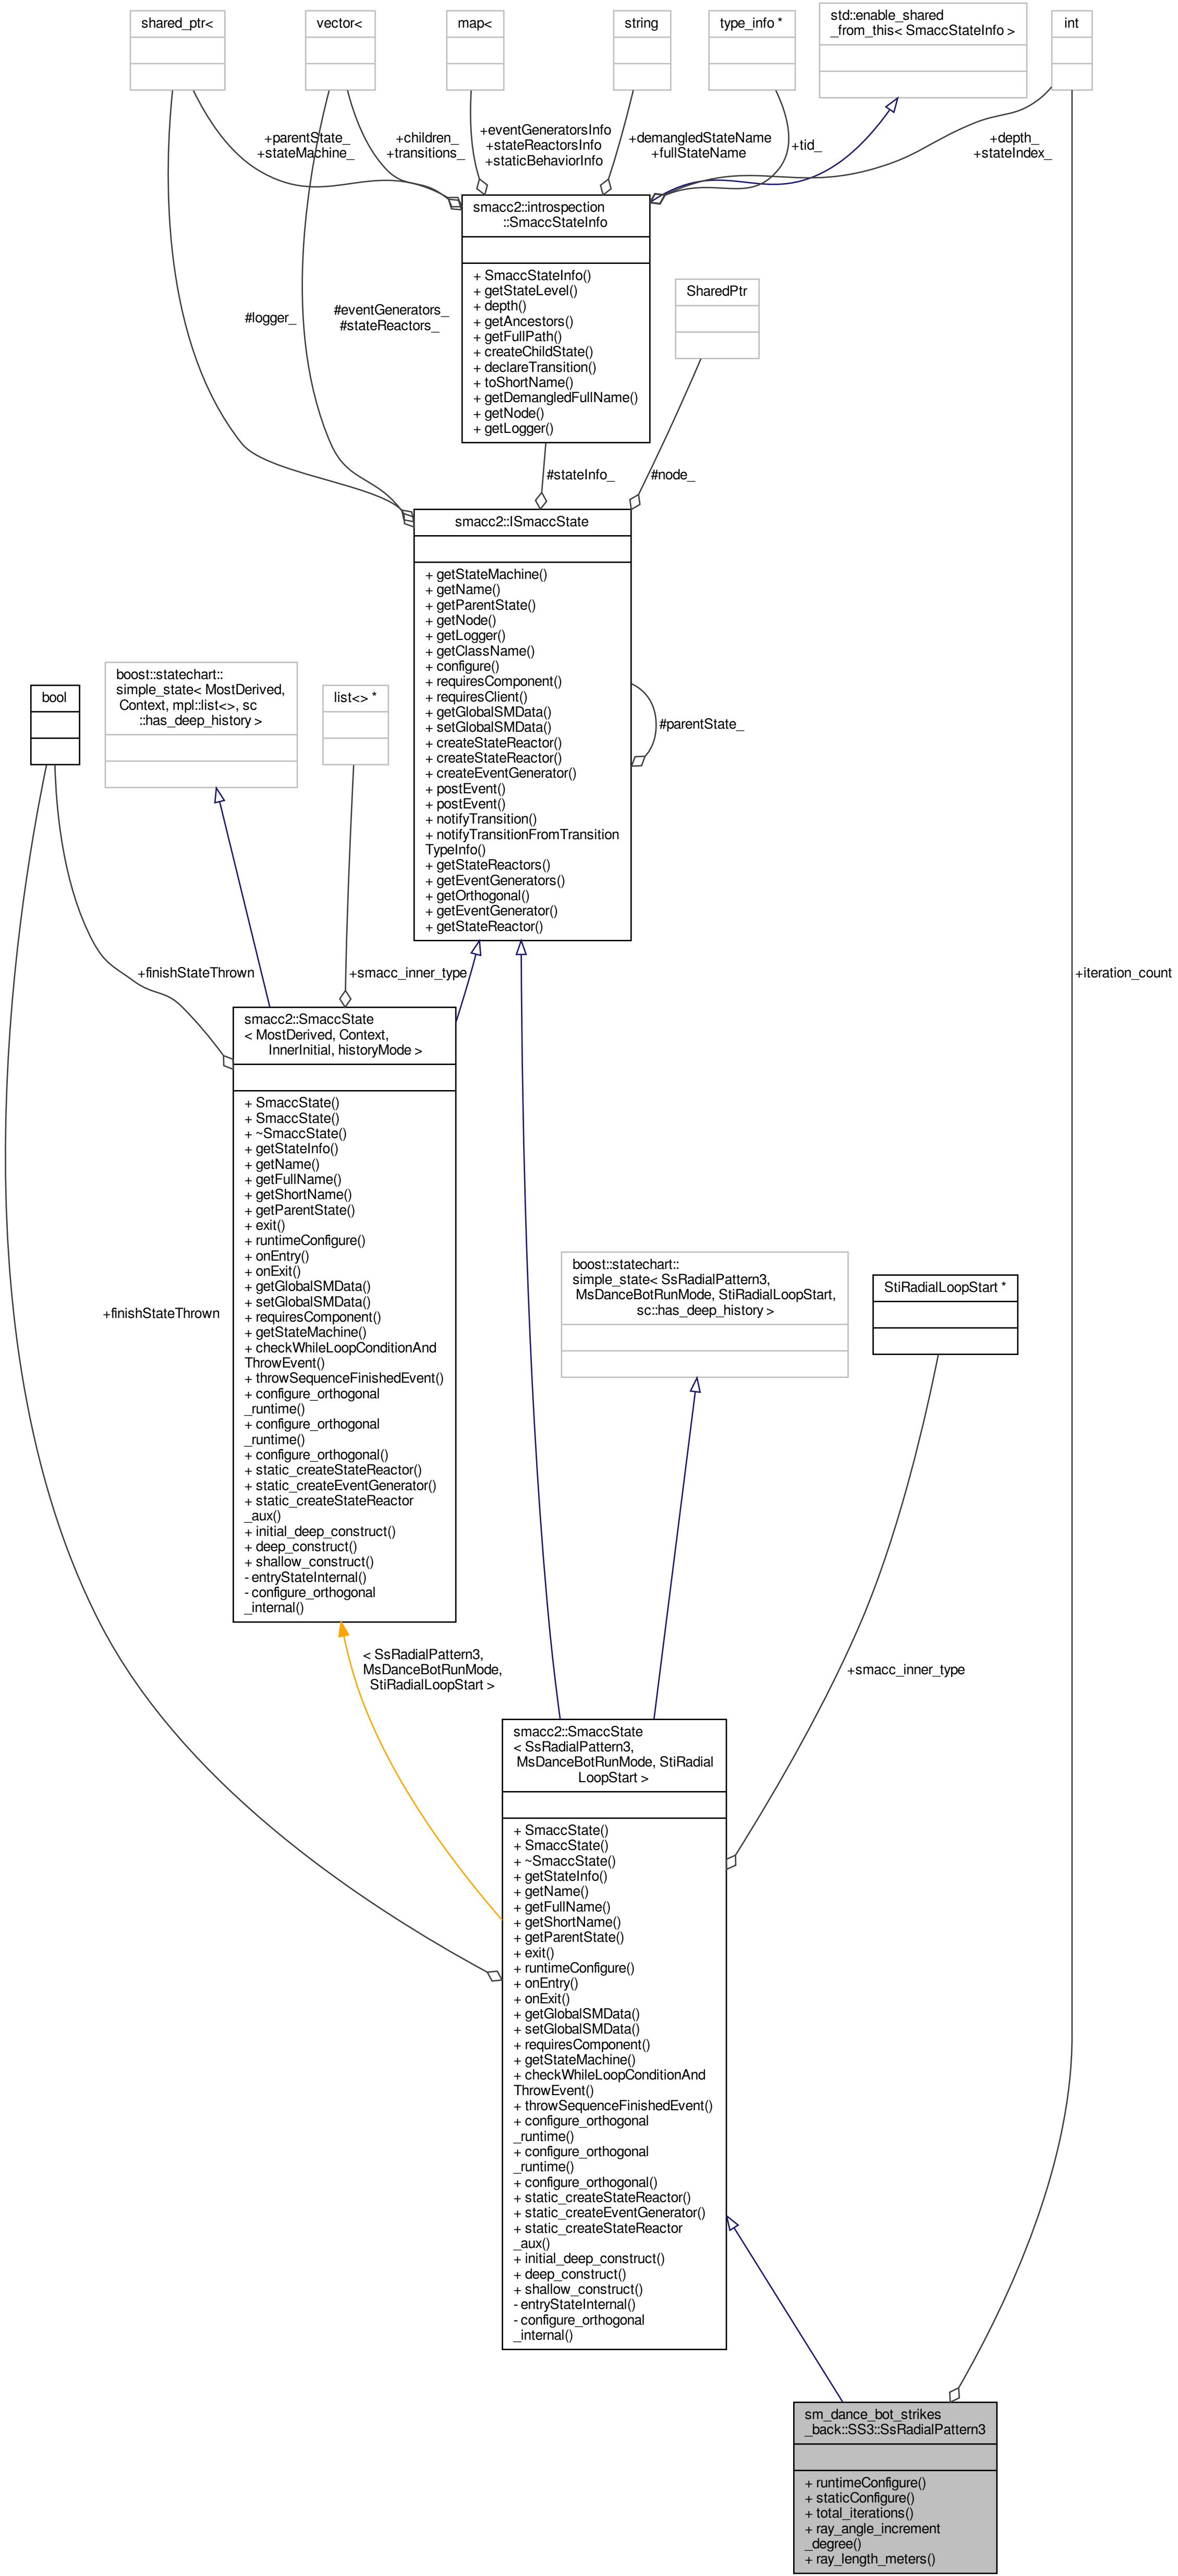 shared_ptr<
vector<
map<
string
type_info *
std::enable_shared
_from_this< SmaccStateInfo >
int
+parentState_
+stateMachine_
+children_
+transitions_
+eventGeneratorsInfo
+stateReactorsInfo
+staticBehaviorInfo
+demangledStateName
+fullStateName
+tid_
+depth_
+stateIndex_
smacc2::introspection
::SmaccStateInfo
+ SmaccStateInfo()
+ getStateLevel()
+ depth()
+ getAncestors()
+ getFullPath()
+ createChildState()
+ declareTransition()
+ toShortName()
+ getDemangledFullName()
+ getNode()
+ getLogger()
SharedPtr
#logger_
#eventGenerators_
#stateReactors_
#stateInfo_
#node_
smacc2::ISmaccState
+ getStateMachine()
+ getName()
+ getParentState()
+ getNode()
+ getLogger()
+ getClassName()
+ configure()
+ requiresComponent()
+ requiresClient()
+ getGlobalSMData()
+ setGlobalSMData()
+ createStateReactor()
+ createStateReactor()
+ createEventGenerator()
+ postEvent()
+ postEvent()
+ notifyTransition()
+ notifyTransitionFromTransition
TypeInfo()
+ getStateReactors()
+ getEventGenerators()
+ getOrthogonal()
+ getEventGenerator()
+ getStateReactor()
#parentState_
bool
boost::statechart::
simple_state< MostDerived,
Context, mpl::list<>, sc
::has_deep_history >
list<> *
+finishStateThrown
+smacc_inner_type
+iteration_count
smacc2::SmaccState
< MostDerived, Context,
InnerInitial, historyMode >
+ SmaccState()
+ SmaccState()
+ ~SmaccState()
+ getStateInfo()
+ getName()
+ getFullName()
+ getShortName()
+ getParentState()
+ exit()
+ runtimeConfigure()
+ onEntry()
+ onExit()
+ getGlobalSMData()
+ setGlobalSMData()
+ requiresComponent()
+ getStateMachine()
+ checkWhileLoopConditionAnd
ThrowEvent()
+ throwSequenceFinishedEvent()
+ configure_orthogonal
_runtime()
+ configure_orthogonal
_runtime()
+ configure_orthogonal()
+ static_createStateReactor()
+ static_createEventGenerator()
+ static_createStateReactor
_aux()
+ initial_deep_construct()
+ deep_construct()
+ shallow_construct()
- entryStateInternal()
- configure_orthogonal
_internal()
+finishStateThrown
boost::statechart::
simple_state< SsRadialPattern3,
MsDanceBotRunMode, StiRadialLoopStart,
sc::has_deep_history >
StiRadialLoopStart *
< SsRadialPattern3,
MsDanceBotRunMode,
StiRadialLoopStart >
+smacc_inner_type
smacc2::SmaccState
< SsRadialPattern3,
MsDanceBotRunMode, StiRadial
LoopStart >
+ SmaccState()
+ SmaccState()
+ ~SmaccState()
+ getStateInfo()
+ getName()
+ getFullName()
+ getShortName()
+ getParentState()
+ exit()
+ runtimeConfigure()
+ onEntry()
+ onExit()
+ getGlobalSMData()
+ setGlobalSMData()
+ requiresComponent()
+ getStateMachine()
+ checkWhileLoopConditionAnd
ThrowEvent()
+ throwSequenceFinishedEvent()
+ configure_orthogonal
_runtime()
+ configure_orthogonal
_runtime()
+ configure_orthogonal()
+ static_createStateReactor()
+ static_createEventGenerator()
+ static_createStateReactor
_aux()
+ initial_deep_construct()
+ deep_construct()
+ shallow_construct()
- entryStateInternal()
- configure_orthogonal
_internal()
sm_dance_bot_strikes
_back::SS3::SsRadialPattern3
+ runtimeConfigure()
+ staticConfigure()
+ total_iterations()
+ ray_angle_increment
_degree()
+ ray_length_meters()